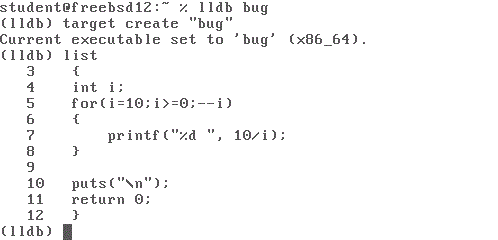 student@freebsd12:~ % lldb bug
(lldb) target create "bug"
Current executable set to 'bug' (x86_64).
(lldb) list
   3    {
   4    int i;
   5    for(i=10;i>=0;--i)
   6    {
   7        printf("%d ", 10/i);
   8    }
   9
   10   puts("\n");
   11   return 0;
   12   }
(lldb)